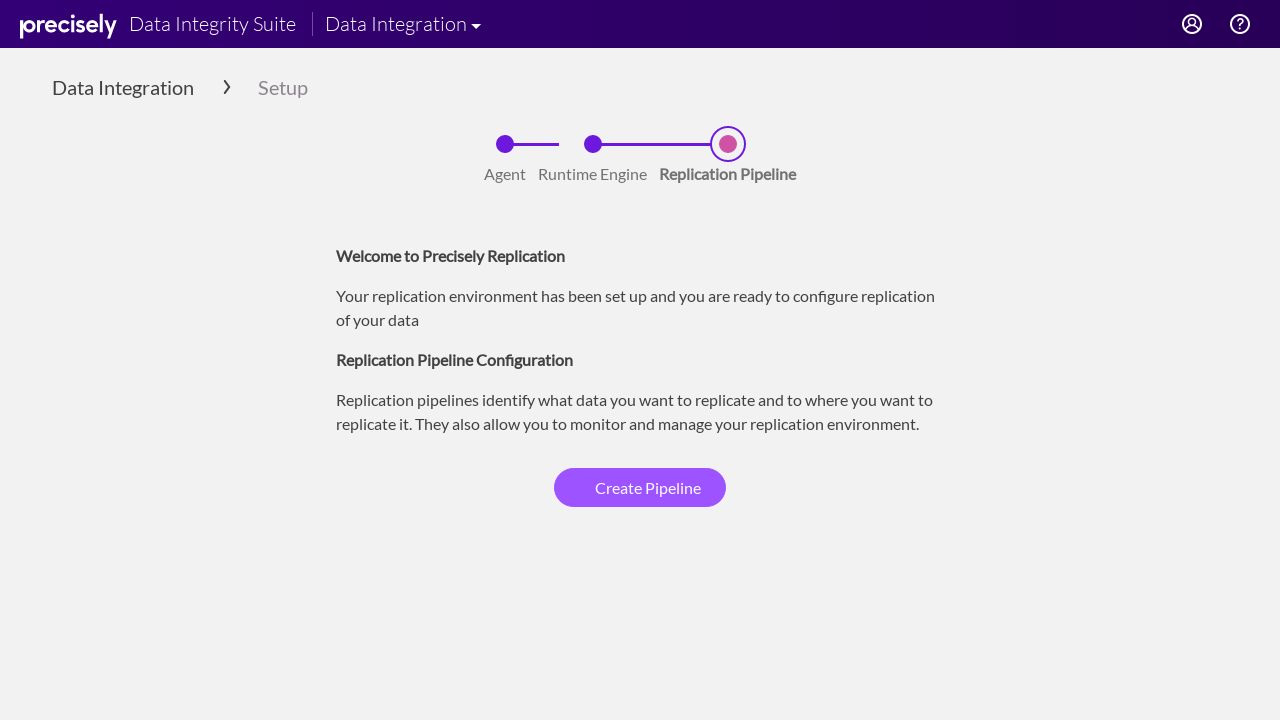 precisely Data Integrity Suite Data Integration
Data Integration Setup
Agent Runtime Engine Replication Pipeline
Welcome to Precisely Replication
Your replication environment has been set up and you are ready to configure replication
of your data
Replication Pipeline Configuration
Replication pipelines identify what data you want to replicate and to where you want to
replicate it. They also allow you to monitor and manage your replication environment.
Create Pipeline